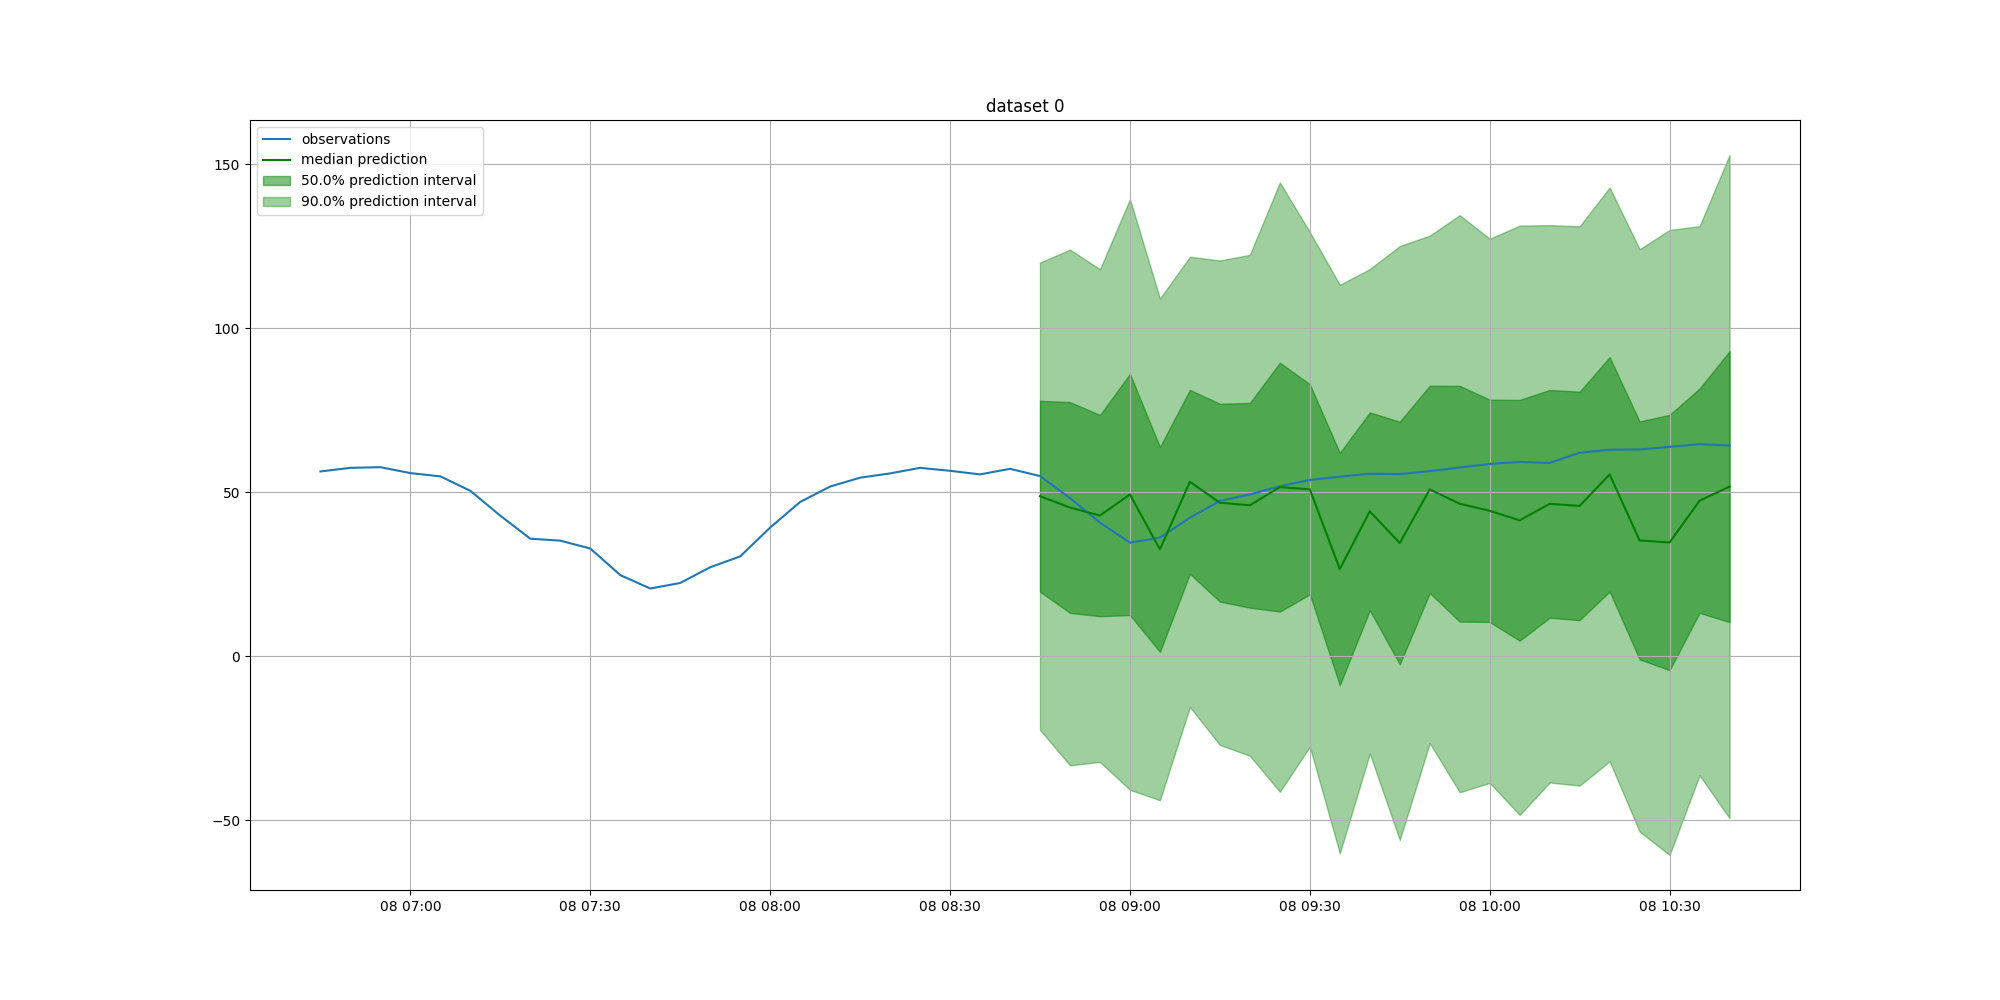 dataset 0
observations
median prediction
50.0% prediction interval
90.0% prediction interval
150
100
50
0
−50
08 07:00
08 07:30
08 08:00
08 08:30
08 09:00
08 09:30
08 10:00
08 10:30